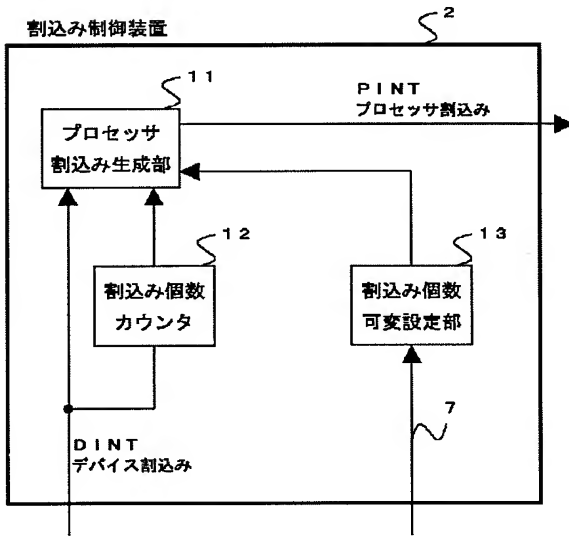 割込み制御装置
2
11
PINT
プロセッサ割込み
プロセッサ
割込み生成部
12
13
割込み個数
カウンタ
割込み個数
可変設定部
7
DINT
デバイス割込み